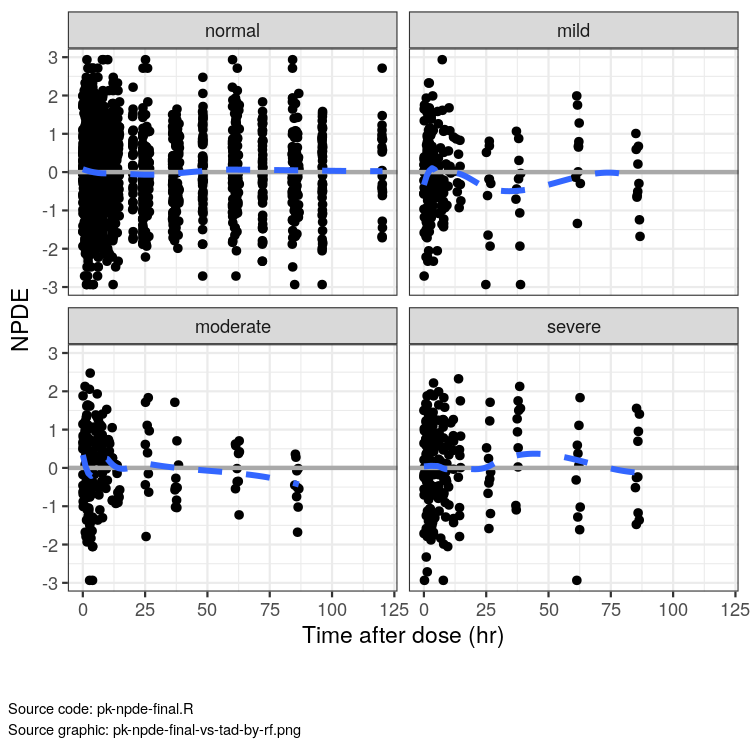 normal mild
3
2
1
0
-1
-2
-3
NPDE
moderate severe
3
2
1
0
-1
-2
-3
0 25 50 75 100 125 0 25 50 75 100 125
Time after dose (hr)
Source code: pk-npde-final.R
Source graphic: pk-npde-final-vs-tad-by-rf.png